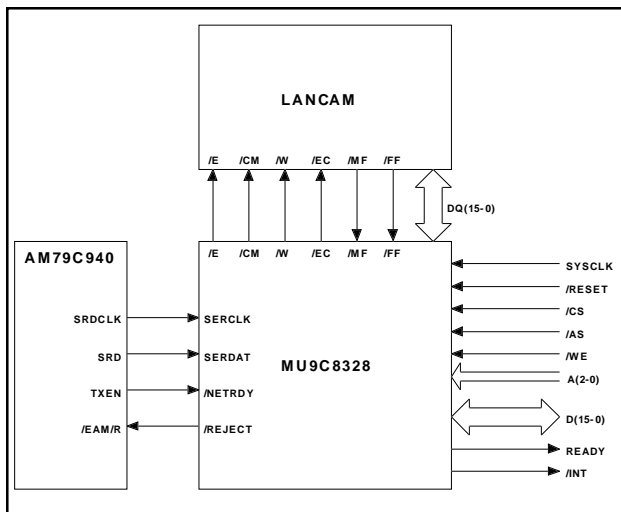 LANCAM
/E /CM /W /EC /MF /FF
DQ(15-0)
/E /CM /W /EC /MF /FF
AM79C940
SRDCLK
SRD
TXEN
/EAM/R
SERCLK
SERDAT
/NETRDY
/REJECT
MU9C8328
SYSCLK
/RESET
/CS
/AS
/WE
A(2-0)
D(15-0)
READY
/INT